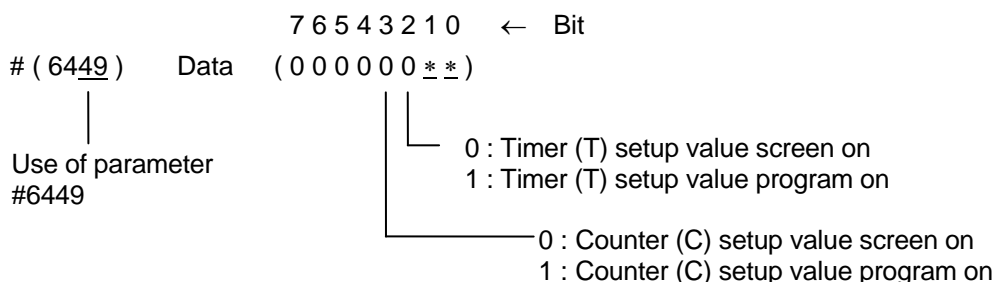 7 6 5 4 3 2 1 0 ← Bit
# ( 6449 ) Data ( 0 0 0 0 0 0 * * )
Use of parameter
#6449
0 : Timer (T) setup value screen on
1 : Timer (T) setup value program on
0 : Counter (C) setup value screen on
1 : Counter (C) setup value program on